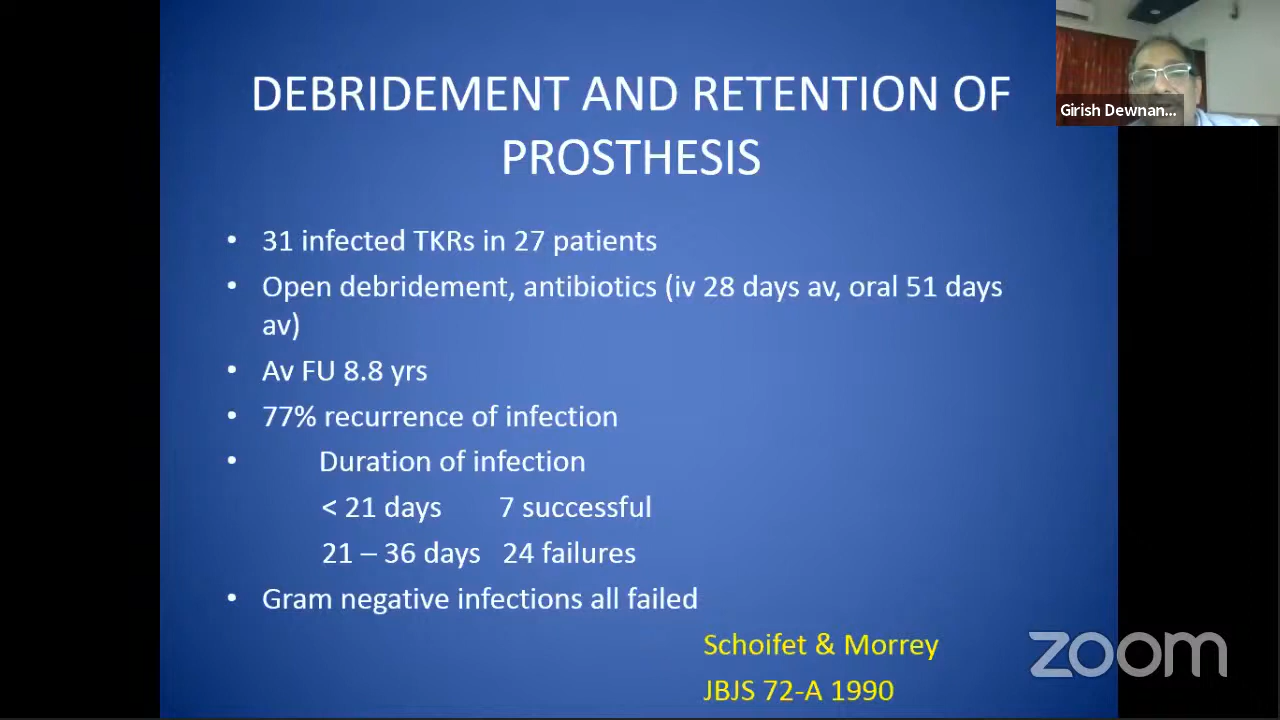 DEBRIDEMENT AND RETENTION OF
PROSTHESIS
Girish Dewnan...
• 31 infected TKRs in 27 patients
• Open debridement, antibiotics (iv 28 days av, oral 51 days
av)
• Av FU 8.8 yrs
• 77% recurrence of infection
• Duration of infection
< 21 days 7 successful
21 – 36 days 24 failures
• Gram negative infections all failed
Schoifet & Morrey
JBJS 72-A 1990
zoom